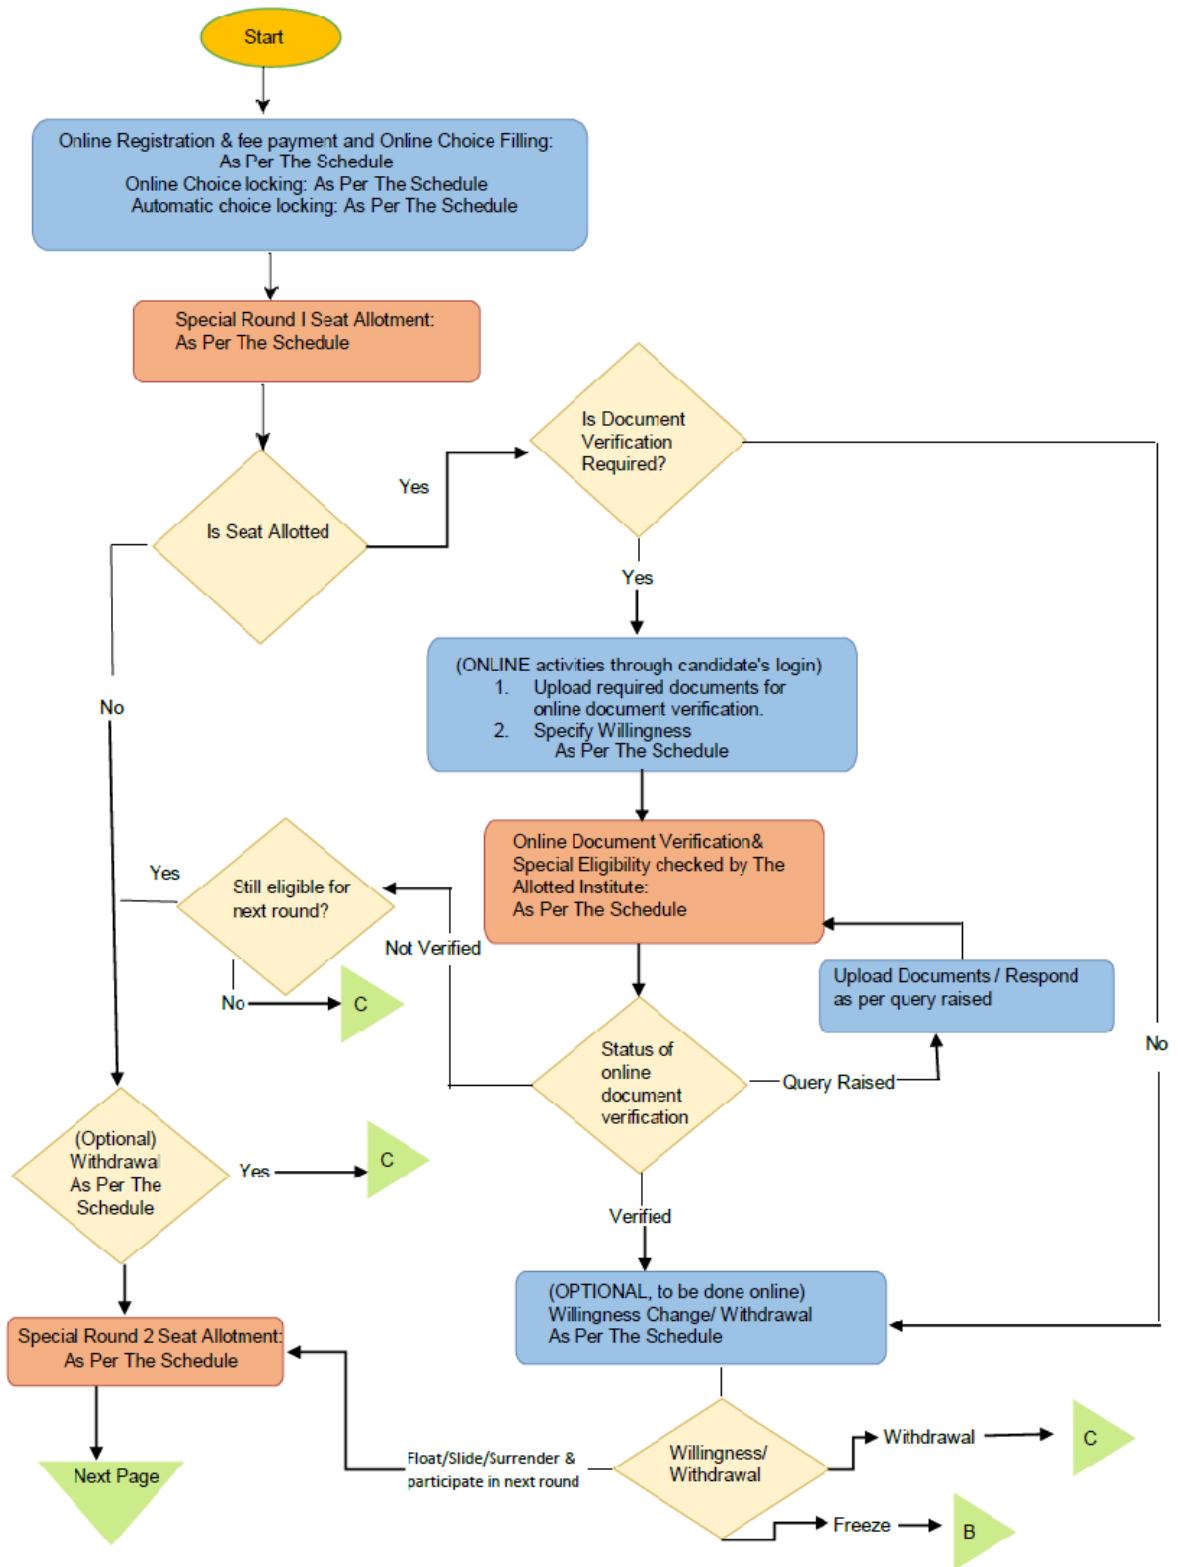 Start
Online Registration & fee payment and Online Choice Filling:
As Per The Schedule
Online Choice locking: As Per The Schedule
Automatic choice locking: As Per The Schedule
Special Round I Seat Allotment:
As Per The Schedule
Is Document
Verification
Required?
Yes
Is Seat Allotted
Yes
No
(ONLINE activities through candidate's login)
1. Upload required documents for
online document verification.
2. Specify Willingness
As Per The Schedule
Online Document Verification&
Special Eligibility checked by The
Allotted Institute:
As Per The Schedule
Yes
Still eligible for
next round?
Not Verified
No
C
Upload Documents / Respond
as per query raised
No
Status of
online
document
verification
Query Raised
(Optional)
Withdrawal
As Per The
Schedule
Yes
C
Verified
(OPTIONAL, to be done online)
Willingness Change/ Withdrawal
As Per The Schedule
Special Round 2 Seat Allotment:
As Per The Schedule
Float/Slide/Surrender &
participate in next round
Willingness/
Withdrawal
Withdrawal
C
Next Page
Freeze
B